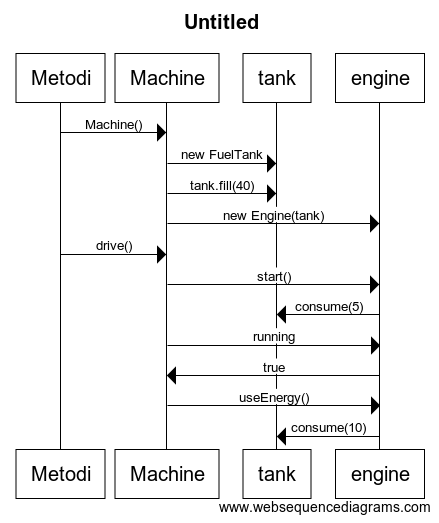 Untitled
Metodi Machine tank engine
Machine()
new FuelTank
tank.fill(40)
new Engine(tank)
drive()
start()
consume(5)
running
true
useEnergy()
consume(10)
Metodi Machine tank engine
www.websequencediagrams.com